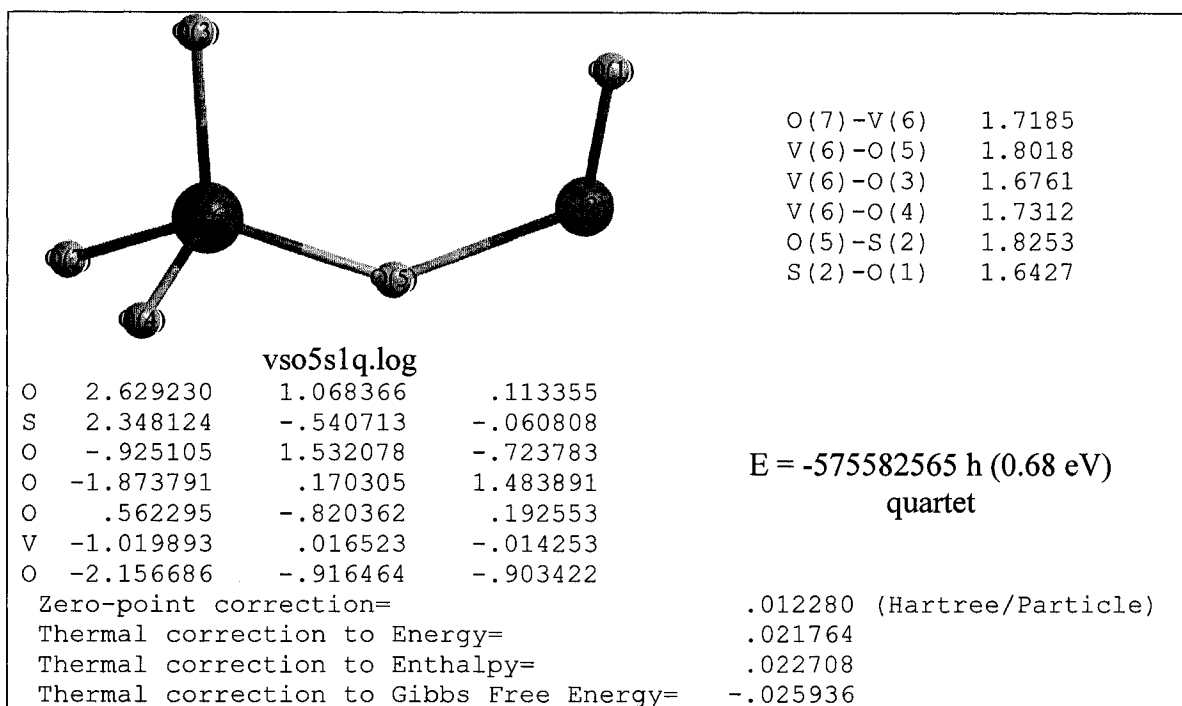 O(7)-V(6) 1.7185
V(6)-O(5) 1.8018
V(6)-O(3) 1.6761
V(6)-O(4) 1.7312
O(5)-S(2) 1.8253
S(2)-O(1) 1.6427
vso5s1q.log
O 2.629230 1.068366 .113355
S 2.348124 -.540713 -.060808
O -.925105 1.532078 -.723783
O -1.873791 .170305 1.483891
O .562295 -.820362 .192553
V -1.019893 .016523 -.014253
O -2.156686 -.916464 -.903422
E = -575582565 h (0.68 eV)
quartet
Zero-point correction= .012280 (Hartree/Particle)
Thermal correction to Energy= .021764
Thermal correction to Enthalpy= .022708
Thermal correction to Gibbs Free Energy= -.025936